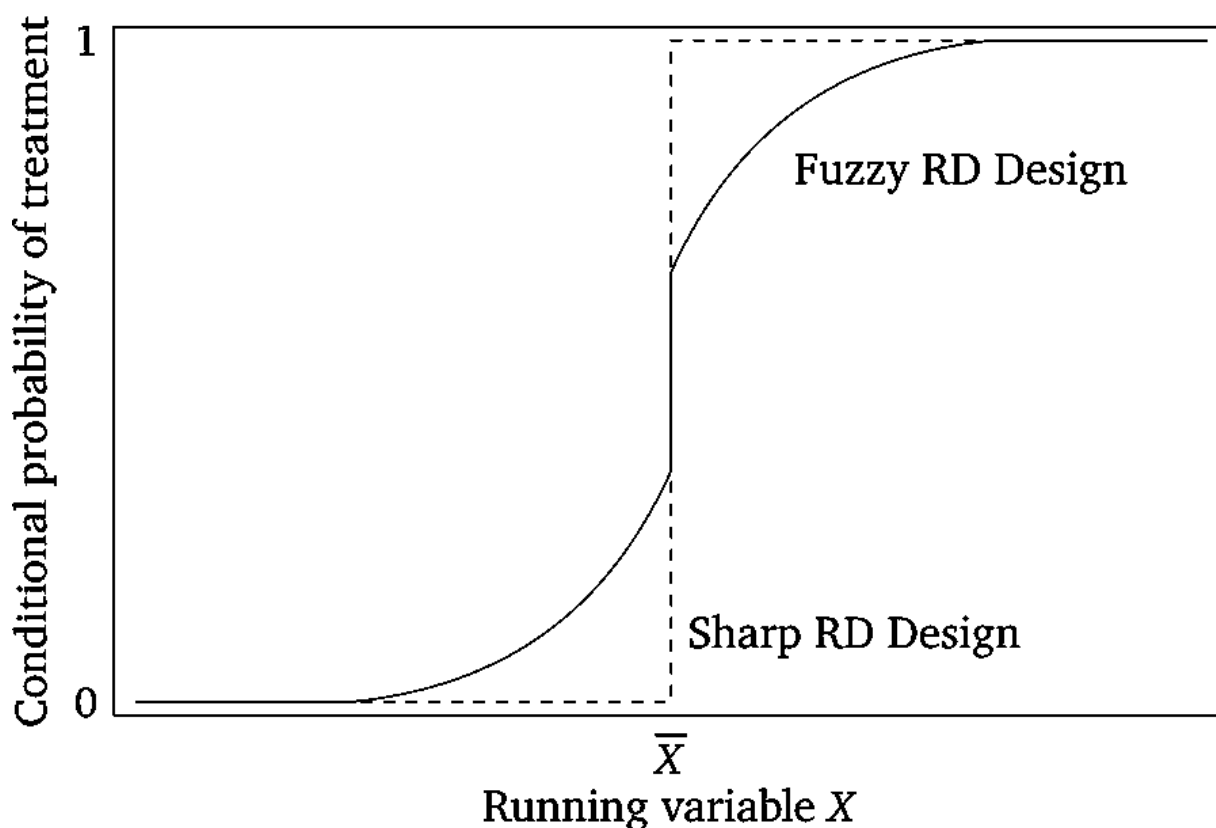 Conditional probability of treatment
1
Fuzzy RD Design
Sharp RD Design
0
X̅
Running variable X